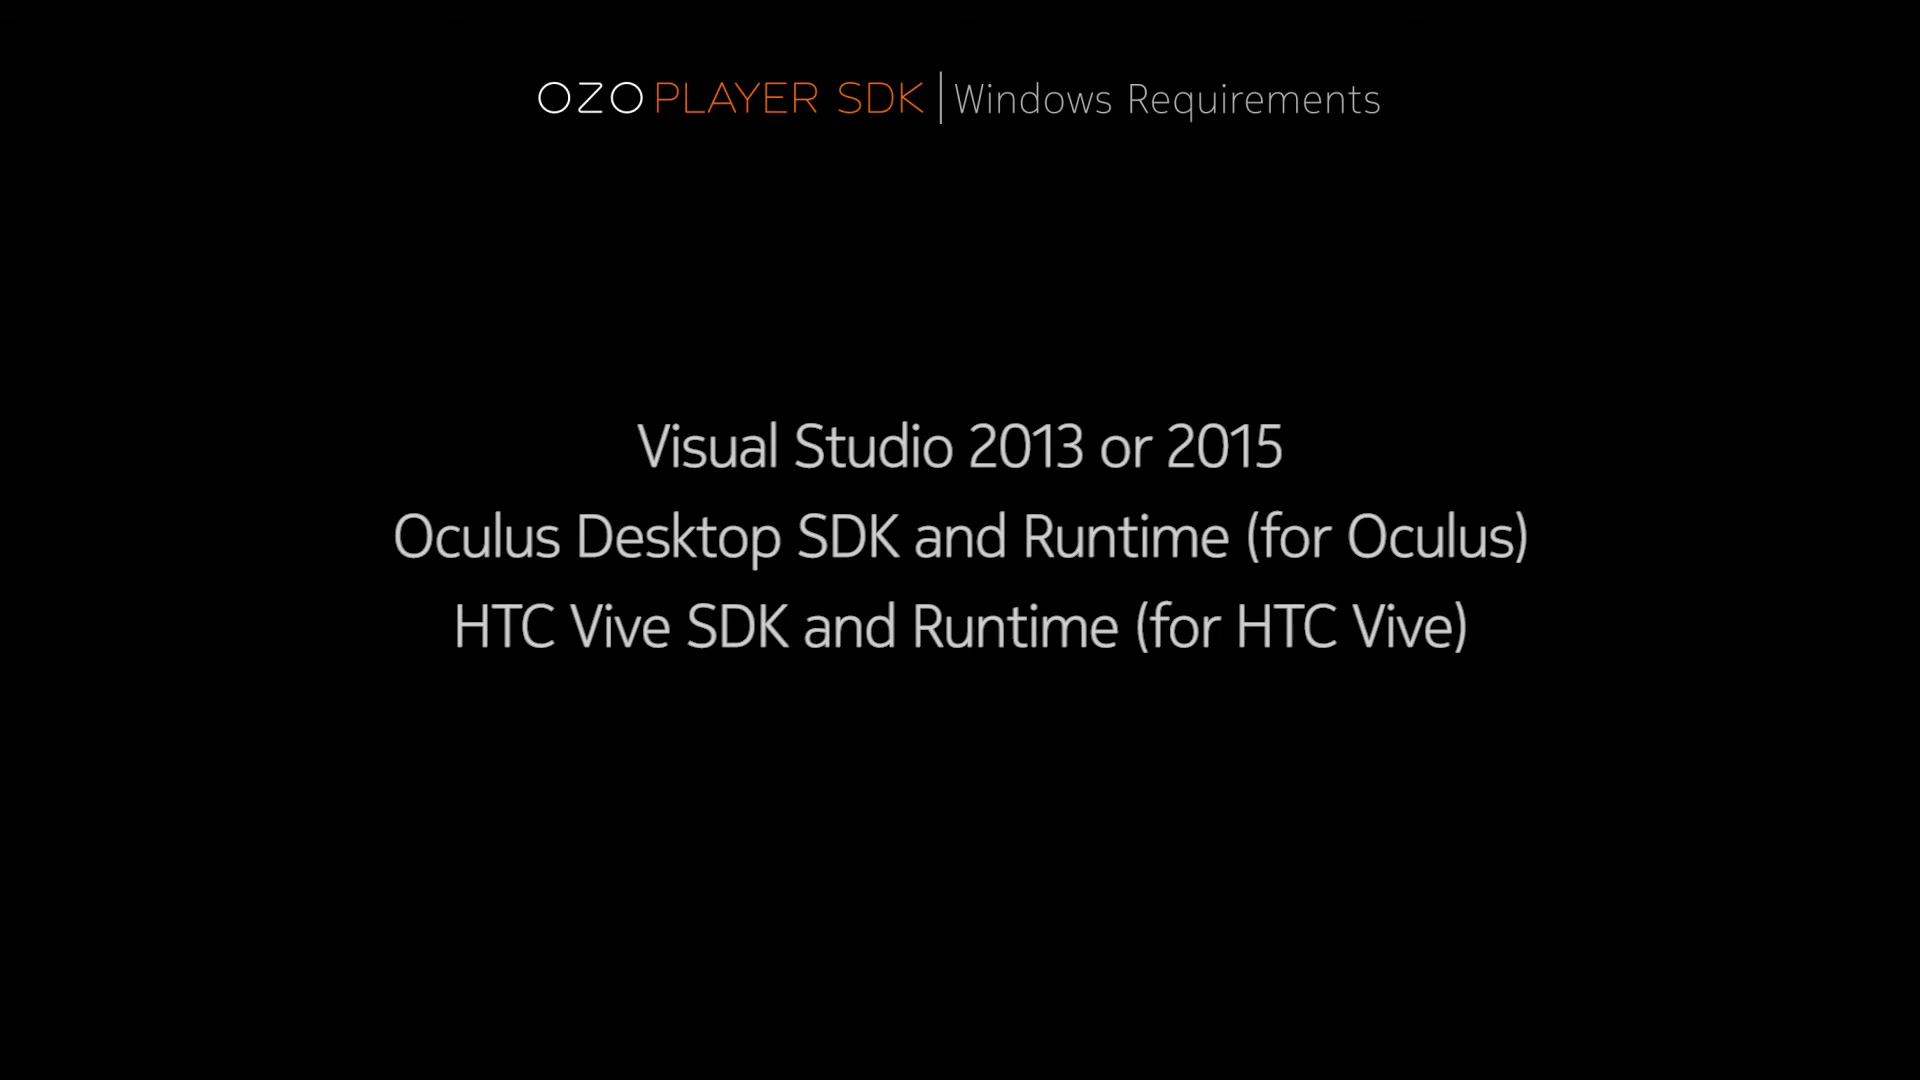 OZO PLAYER SDK | Windows Requirements
Visual Studio 2013 or 2015
Oculus Desktop SDK and Runtime (for Oculus)
HTC Vive SDK and Runtime (for HTC Vive)